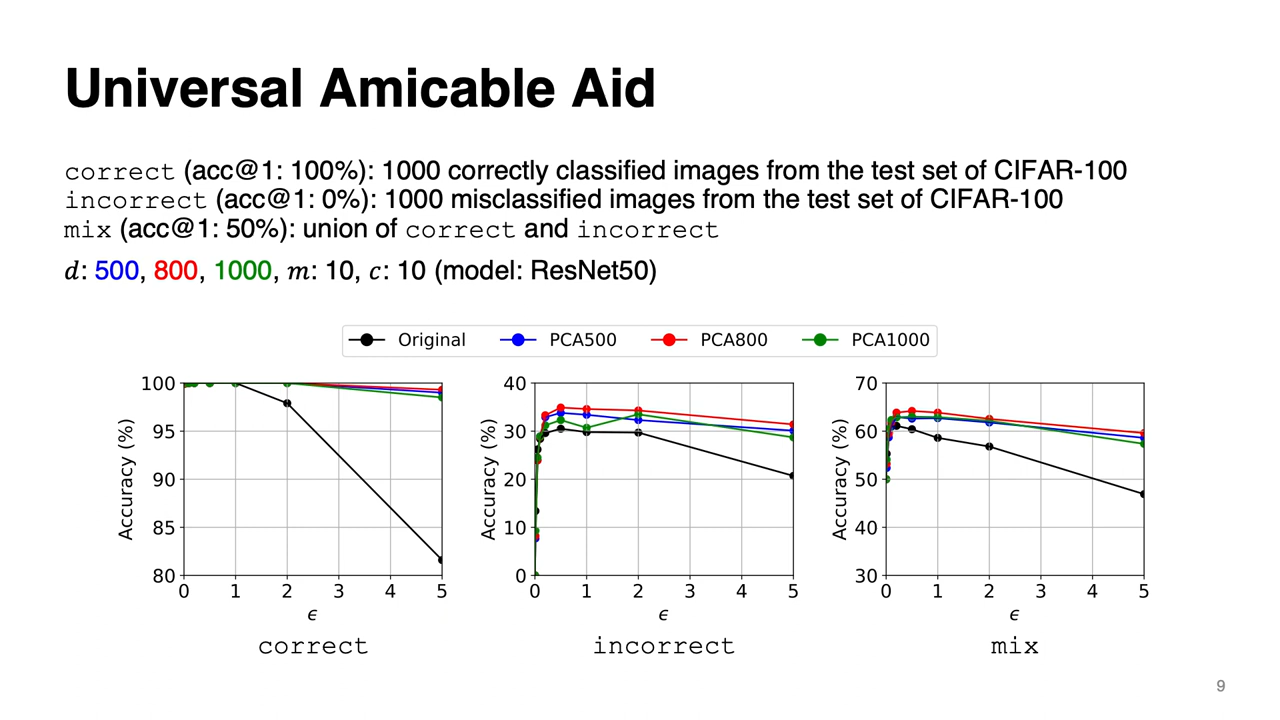 Universal Amicable Aid
correct (acc@1: 100%): 1000 correctly classified images from the test set of CIFAR-100
incorrect (acc@1: 0%): 1000 misclassified images from the test set of CIFAR-100
mix (acc@1: 50%): union of correct and incorrect
d: 500, 800, 1000, m: 10, c: 10 (model: ResNet50)
Original PCA500 PCA800 PCA1000
Accuracy (%)
100
95
90
85
80
0 1 2 3 4 5
ϵ
correct
Accuracy (%)
40
30
20
10
0
0 1 2 3 4 5
ϵ
incorrect
Accuracy (%)
70
60
50
40
30
0 1 2 3 4 5
ϵ
mix
9